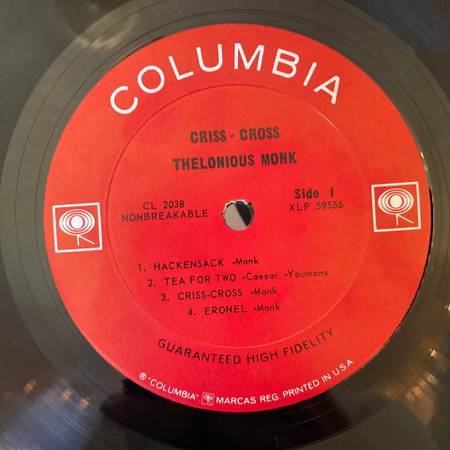 COLUMBIA
CRISS - CROSS
THELONIOUS MONK
CL 2038
NONBREAKABLE
Side 1
XLP 59556
1. HACKENSACK -Monk
2. TEA FOR TWO -Caesar -Youmans
3. CRISS-CROSS -Monk
4. ERONEL -Monk
GUARANTEED HIGH FIDELITY
® "COLUMBIA" MARCAS REG. PRINTED IN U.S.A.